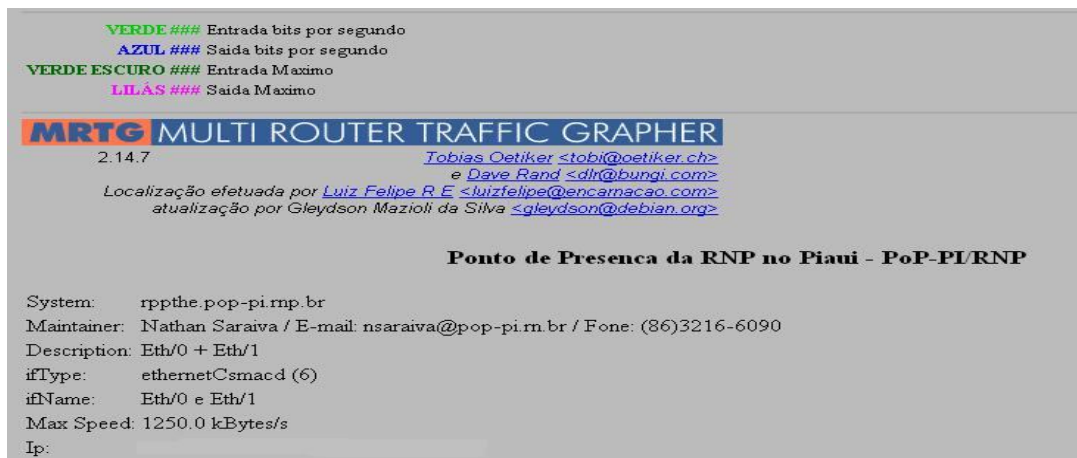 VERDE ### Entrada bits por segundo
AZUL ### Saida bits por segundo
VERDE ESCURO ### Entrada Maximo
LILÁS ### Saida Maximo
MRTG MULTI ROUTER TRAFFIC GRAPHER
2.14.7 Tobias Oetiker <tobi@oetiker.ch>
e Dave Rand <dlr@bungi.com>
Localização efetuada por Luiz Felipe R E <luizfelipe@encarnacao.com>
atualização por Gleydson Mazioli da Silva <gleydson@debian.org>
Ponto de Presenca da RNP no Piaui - PoP-PI/RNP
System: rppthe.pop-pi.rnp.br
Maintainer: Nathan Saraiva / E-mail: nsaraiva@pop-pi.rn.br / Fone: (86)3216-6090
Description: Eth/0 + Eth/1
ifType: ethernetCsmacd (6)
ifName: Eth/0 e Eth/1
Max Speed: 1250.0 kBytes/s
Ip: